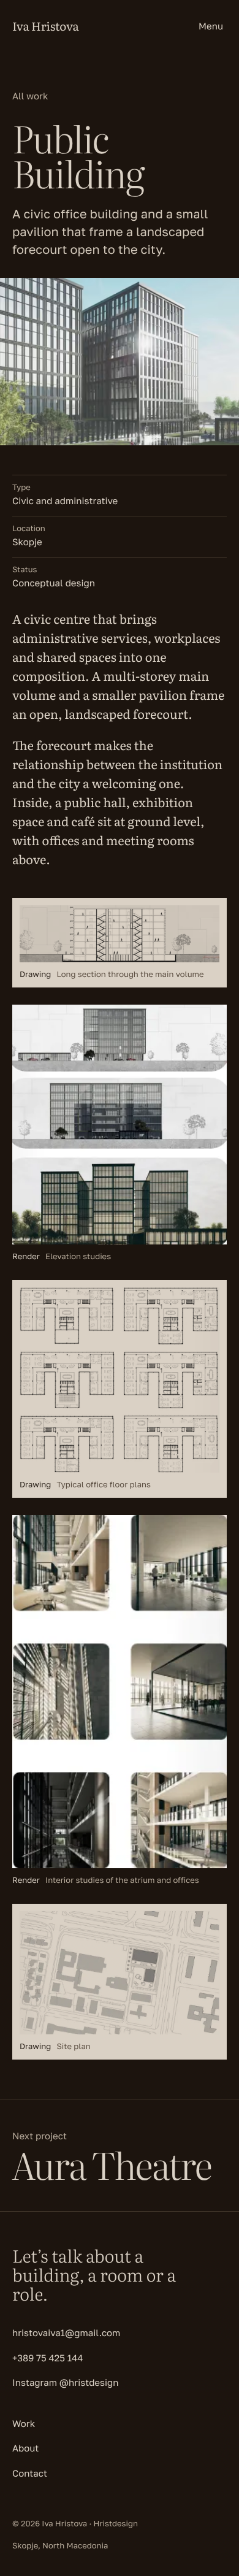 Iva Hristova
Menu
All work
Public
Building
A civic office building and a small
pavilion that frame a landscaped
forecourt open to the city.
Type
Civic and administrative
Location
Skopje
Status
Conceptual design
A civic centre that brings
administrative services, workplaces
and shared spaces into one
composition. A multi-storey main
volume and a smaller pavilion frame
an open, landscaped forecourt.
The forecourt makes the
relationship between the institution
and the city a welcoming one.
Inside, a public hall, exhibition
space and café sit at ground level,
with offices and meeting rooms
above.
Drawing Long section through the main volume
Render Elevation studies
Drawing Typical office floor plans
Render Interior studies of the atrium and offices
Drawing Site plan
Next project
Aura Theatre
Let’s talk about a
building, a room or a
role.
hristovaiva1@gmail.com
+389 75 425 144
Instagram @hristdesign
Work
About
Contact
© 2026 Iva Hristova · Hristdesign
Skopje, North Macedonia